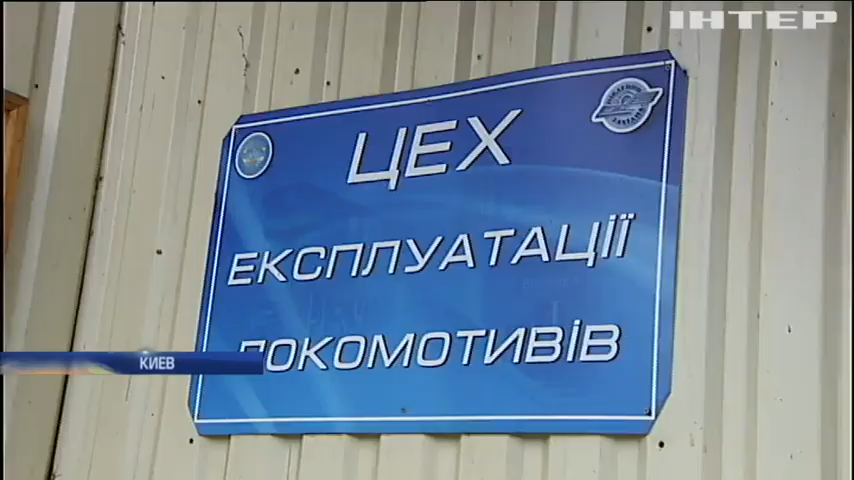 ІНТЕР
ЦЕХ
ЕКСПЛУАТАЦІЇ
ЛОКОМОТИВІВ
КИЕВ